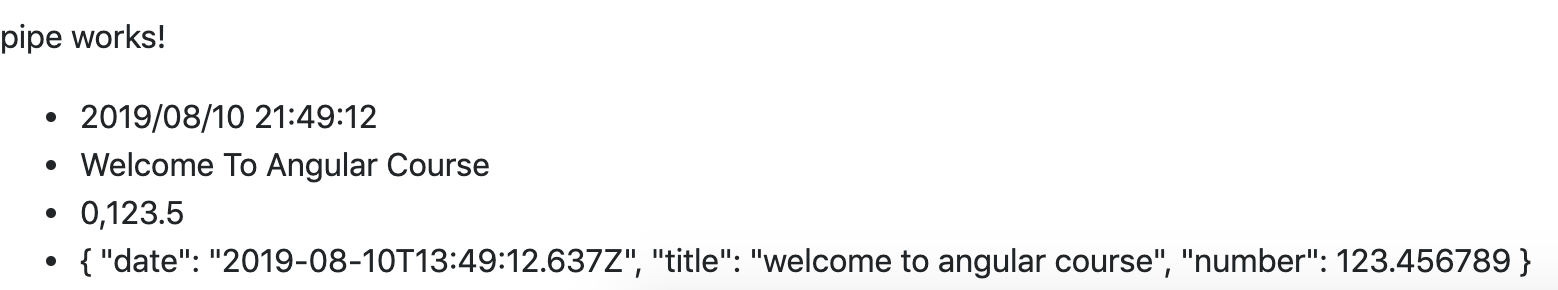 pipe works!
2019/08/10 21:49:12
Welcome To Angular Course
0,123.5
{ "date": "2019-08-10T13:49:12.637Z", "title": "welcome to angular course", "number": 123.456789 }